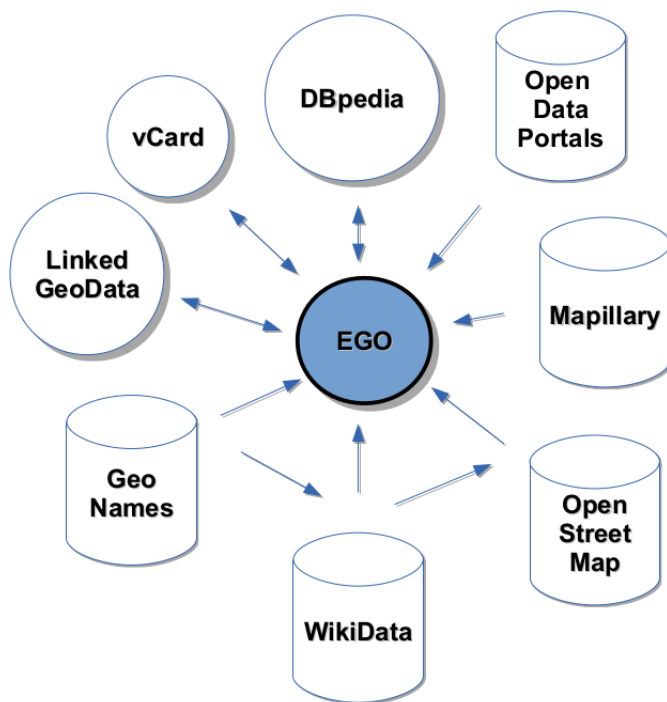 DBpedia
Open
Data
Portals
vCard
Linked
GeoData
EGO
Mapillary
Geo
Names
Open
Street
Map
WikiData